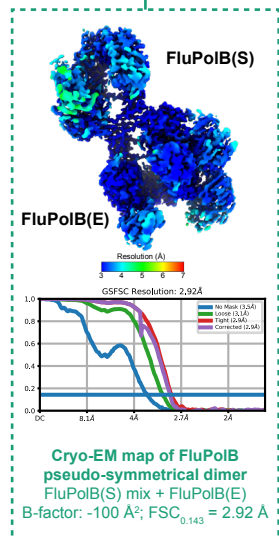 FluPolB(S)
FluPolB(E)
Resolution (Å)
3 4 5 6 7
GSFSC Resolution: 2,92Å
No Mask (3,5Å)
Loose (3,1Å)
Tight (2,9Å)
Corrected (2,9Å)
1.0
0.8
0.6
0.4
0.2
0.0
DC 8.1Å 4Å 2.7Å 2Å
Cryo-EM map of FluPolB
pseudo-symmetrical dimer
FluPolB(S) mix + FluPolB(E)
B-factor: -100 Å²; FSC0.143 = 2.92 Å